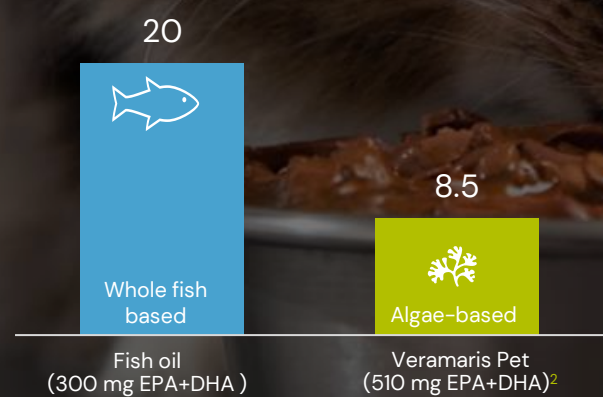 20
8.5
Whole fish
based
Algae-based
Fish oil
(300 mg EPA+DHA )
Veramaris Pet
(510 mg EPA+DHA)2